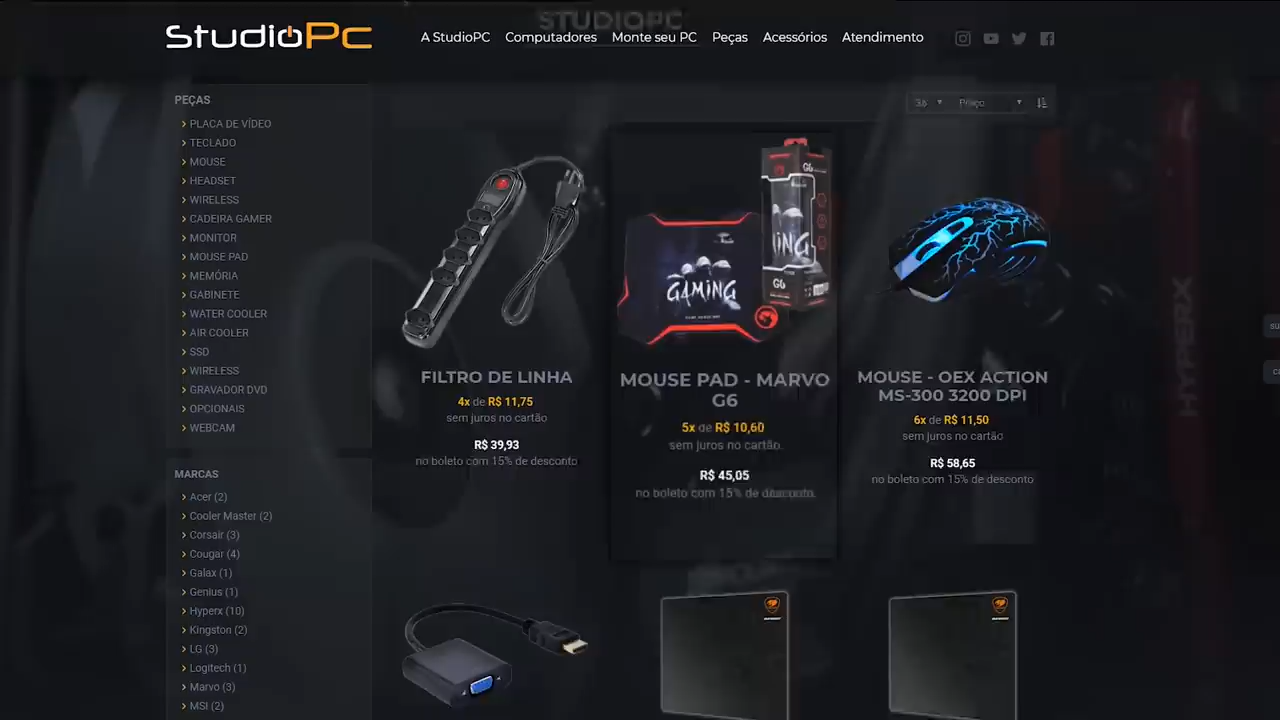 STUDIOPC
StudioPc
A StudioPC
Computadores
Monte seu PC
Peças
Acessórios
Atendimento
PEÇAS
PLACA DE VÍDEO
TECLADO
MOUSE
HEADSET
WIRELESS
CADEIRA GAMER
MONITOR
MOUSE PAD
MEMÓRIA
GABINETE
WATER COOLER
AIR COOLER
SSD
WIRELESS
GRAVADOR DVD
OPCIONAIS
WEBCAM
MARCAS
Acer (2)
Cooler Master (2)
Corsair (3)
Cougar (4)
Galax (1)
Genius (1)
Hyperx (10)
Kingston (2)
LG (3)
Logitech (1)
Marvo (3)
MSI (2)
36
Preço
FILTRO DE LINHA
4x de R$ 11,75
sem juros no cartão
R$ 39,93
no boleto com 15% de desconto
G6
GAMING
G6
MOUSE PAD - MARVO
G6
5x de R$ 10,60
sem juros no cartão.
R$ 45,05
no boleto com 15% de desconto.
MOUSE - OEX ACTION
MS-300 3200 DPI
6x de R$ 11,50
sem juros no cartão
R$ 58,65
no boleto com 15% de desconto
HYPERX
su